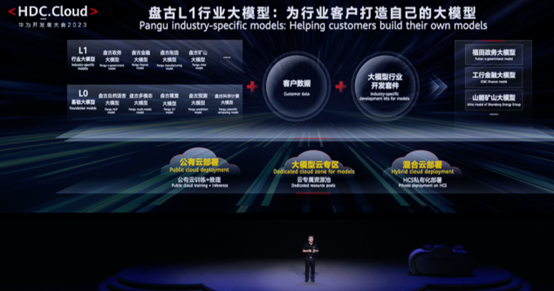 <HDC.Cloud>
华为开发者大会2023
盘古L1行业大模型：为行业客户打造自己的大模型
Pangu industry-specific models: Helping customers build their own models
L1
行业大模型
Industry-specific models
盘古政务
大模型
盘古金融
大模型
盘古制造
大模型
盘古矿山
大模型
L0
基础大模型
Foundation models
盘古自然语言
大模型
盘古多模态
大模型
盘古视觉
大模型
盘古预测
大模型
盘古科学计算
大模型
+
客户数据
Customer data
+
大模型行业
开发套件
Industry-specific
development kits for models
福田政务大模型
Futian e-government model
工行金融大模型
ICBC finance model
山能矿山大模型
Mine model of Shandong Energy Group
公有云部署
Public cloud deployment
公有云训练+推理
Public cloud training + inference
大模型云专区
Dedicated cloud zone for models
云专属资源池
Dedicated resource pools
混合云部署
Hybrid cloud deployment
HCS私有化部署
Private deployment on HCS